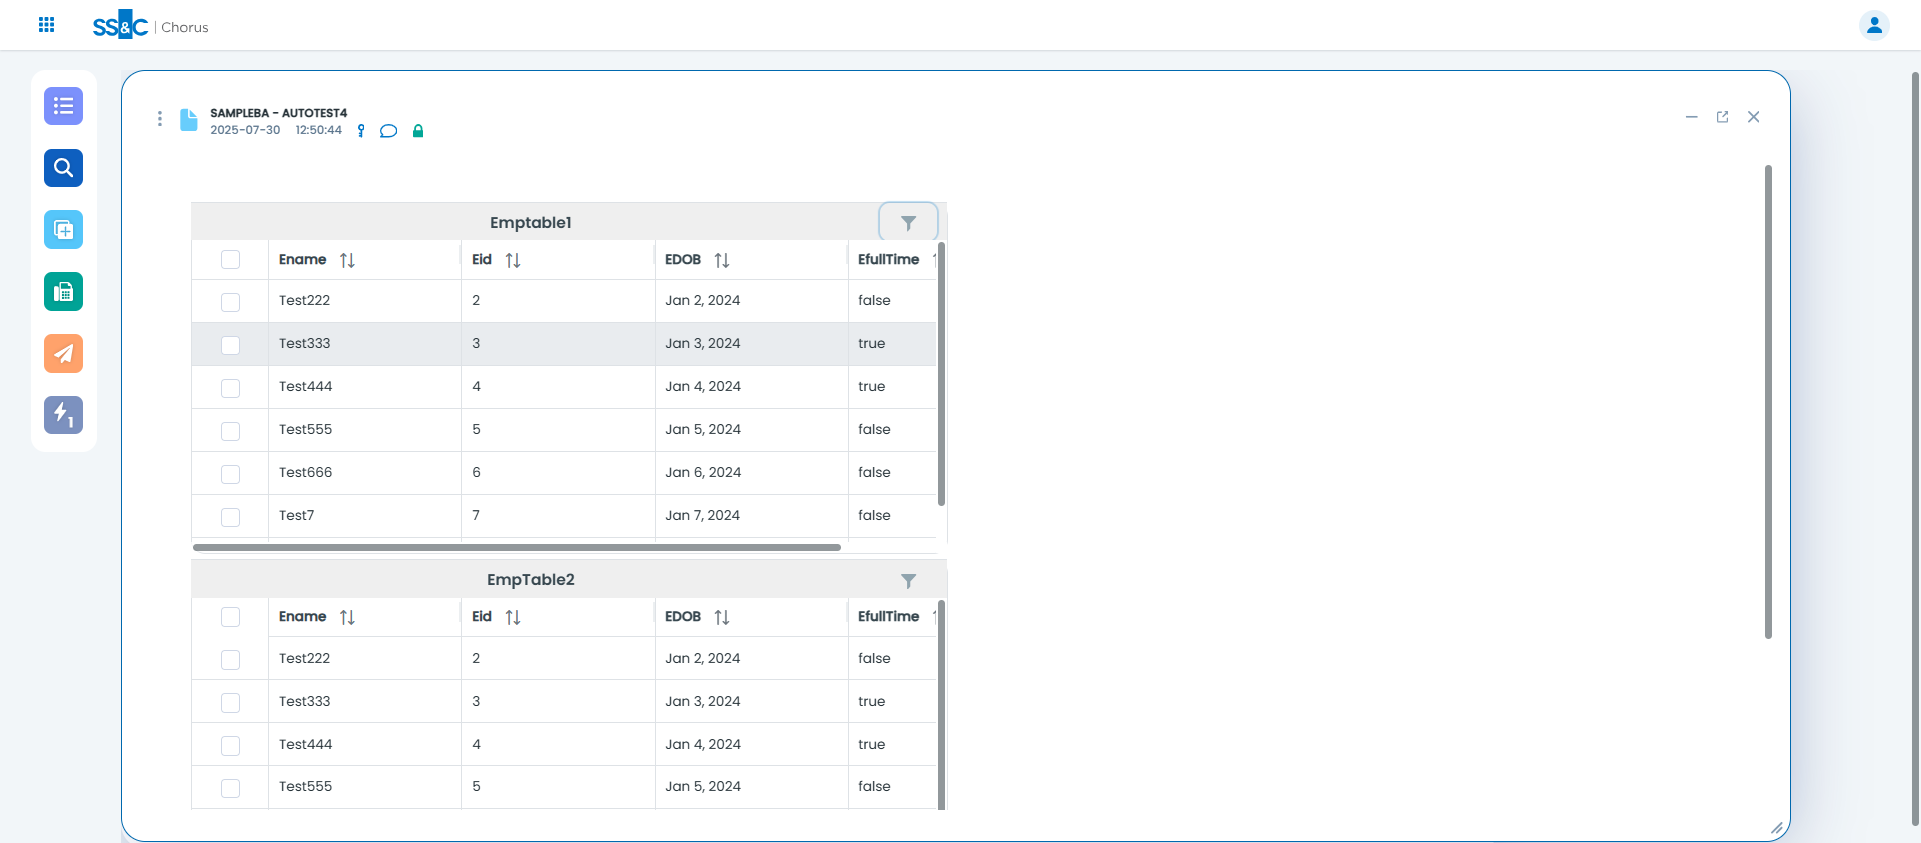 SS&C | Chorus
SAMPLEBA - AUTOTEST4
2025-07-30 12:50:44
1
Emptable1
Ename Eid EDOB EfullTime
Test222 2 Jan 2, 2024 false
Test333 3 Jan 3, 2024 true
Test444 4 Jan 4, 2024 true
Test555 5 Jan 5, 2024 false
Test666 6 Jan 6, 2024 false
Test7 7 Jan 7, 2024 false
EmpTable2
Ename Eid EDOB EfullTime
Test222 2 Jan 2, 2024 false
Test333 3 Jan 3, 2024 true
Test444 4 Jan 4, 2024 true
Test555 5 Jan 5, 2024 false